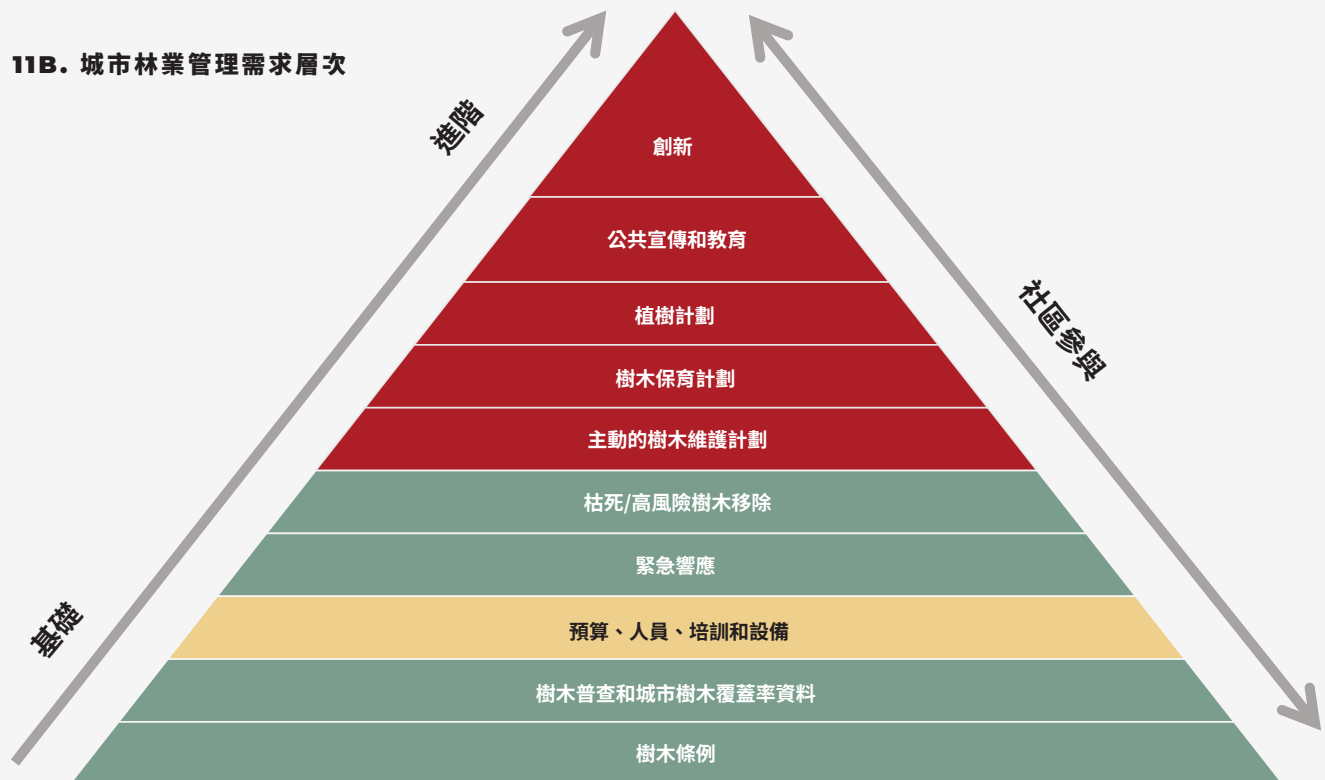 11B. 城市林業管理需求層次
進階
創新
公共宣傳和教育
社區參與
植樹計劃
樹木保育計劃
主動的樹木維護計劃
枯死/高風險樹木移除
緊急響應
基礎
預算、人員、培訓和設備
樹木普查和城市樹木覆蓋率資料
樹木條例